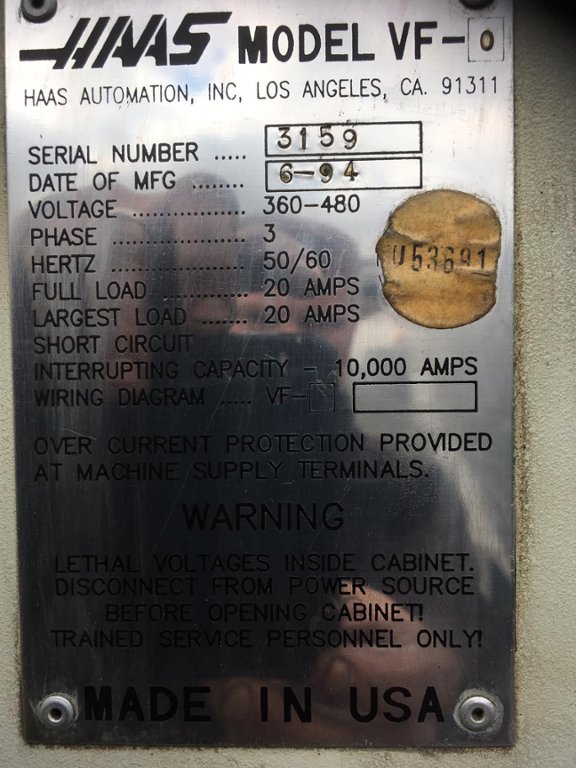 HAAS MODEL VF-0
HAAS AUTOMATION, INC, LOS ANGELES, CA. 91311
SERIAL NUMBER ..... 3159
DATE OF MFG ........ 6-94
VOLTAGE ................ 360-480
PHASE ................... 3
HERTZ ................... 50/60
FULL LOAD ............. 20 AMPS
LARGEST LOAD ....... 20 AMPS
SHORT CIRCUIT
INTERRUPTING CAPACITY - 10,000 AMPS
WIRING DIAGRAM ..... VF-
U53691
OVER CURRENT PROTECTION PROVIDED
AT MACHINE SUPPLY TERMINALS.
WARNING
LETHAL VOLTAGES INSIDE CABINET.
DISCONNECT FROM POWER SOURCE
BEFORE OPENING CABINET!
TRAINED SERVICE PERSONNEL ONLY!
MADE IN USA